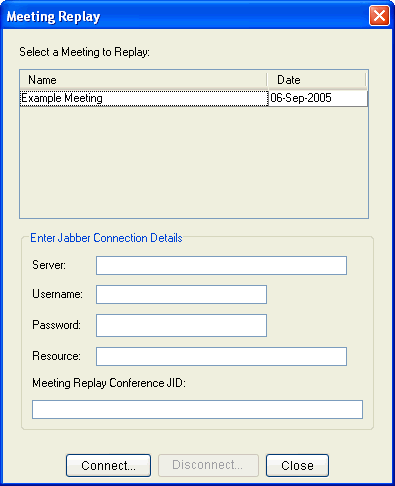 Meeting Replay
Select a Meeting to Replay:
Name Date
Example Meeting 06-Sep-2005
Enter Jabber Connection Details
Server:
Username:
Password:
Resource:
Meeting Replay Conference JID:
Connect... Disconnect... Close